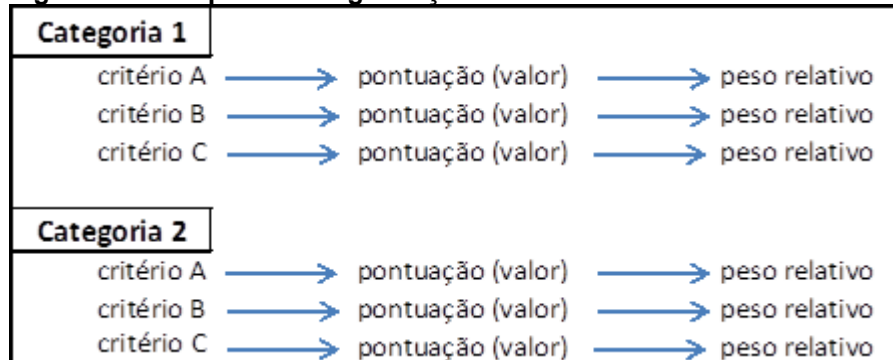 Categoria 1
critério A pontuação (valor) peso relativo
critério B pontuação (valor) peso relativo
critério C pontuação (valor) peso relativo
Categoria 2
critério A pontuação (valor) peso relativo
critério B pontuação (valor) peso relativo
critério C pontuação (valor) peso relativo